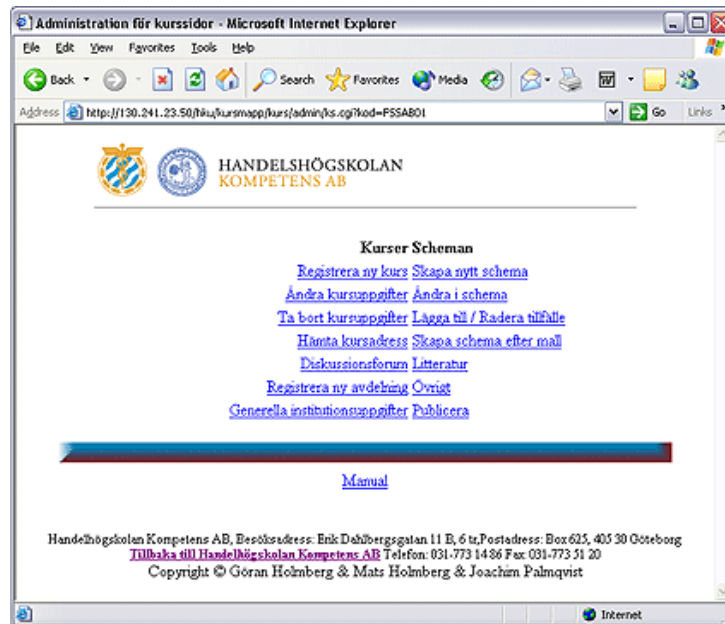 Administration för kurssidor - Microsoft Internet Explorer
File Edit View Favorites Tools Help
Back Search Favorites Media
Address http://130.241.23.50/hku/kursmapp/kurs/admin/ks.cgi?kod=FSSAB01 Go Links
HANDELSHÖGSKOLAN
KOMPETENS AB
Kurser Scheman
Registrera ny kurs Skapa nytt schema
Ändra kursuppgifter Ändra i schema
Ta bort kursuppgifter Lägga till / Radera tillfälle
Hämta kursadress Skapa schema efter mall
Diskussionsforum Litteratur
Registrera ny avdelning Övrigt
Generella institutionsuppgifter Publicera
Manual
Handelhögskolan Kompetens AB, Besöksadress: Erik Dahlbergsgatan 11 B, 6 tr,Postadress: Box 625, 405 30 Göteborg
Tillbaka till Handelhögskolan Kompetens AB Telefon: 031-773 14 86 Fax: 031-773 51 20
Copyright © Göran Holmberg & Mats Holmberg & Joachim Palmqvist
Internet